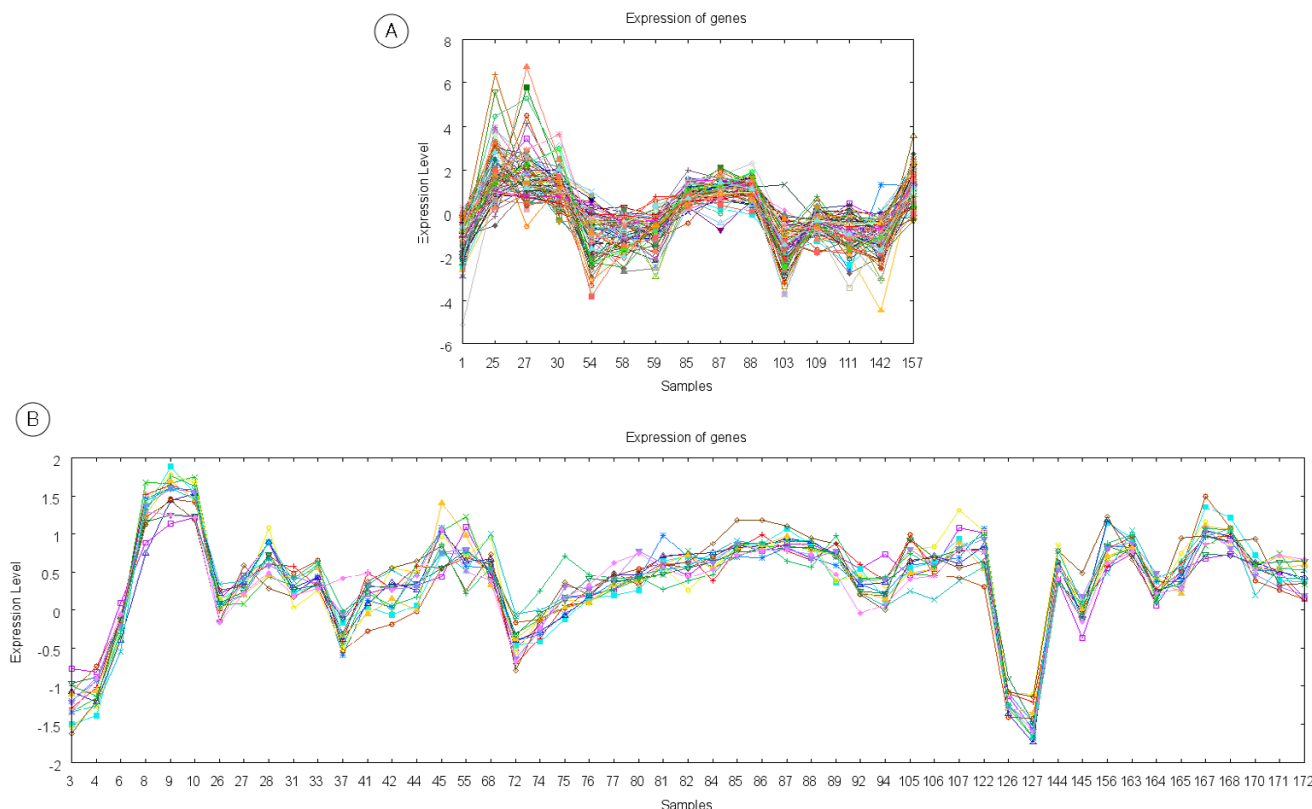 A
Expression of genes
8
6
4
2
0
-2
-4
-6
Expression Level
1 25 27 30 54 58 59 85 87 88 103 109 111 142 157
Samples
B
Expression of genes
2
1.5
1
0.5
0
-0.5
-1
-1.5
-2
Expression Level
3 4 6 8 9 10 26 27 28 31 33 37 41 42 44 45 55 68 72 74 75 76 77 80 81 82 84 85 86 87 88 89 92 94 105 106 107 122 126 127 144 145 156 163 164 165 167 168 170 171 172
Samples